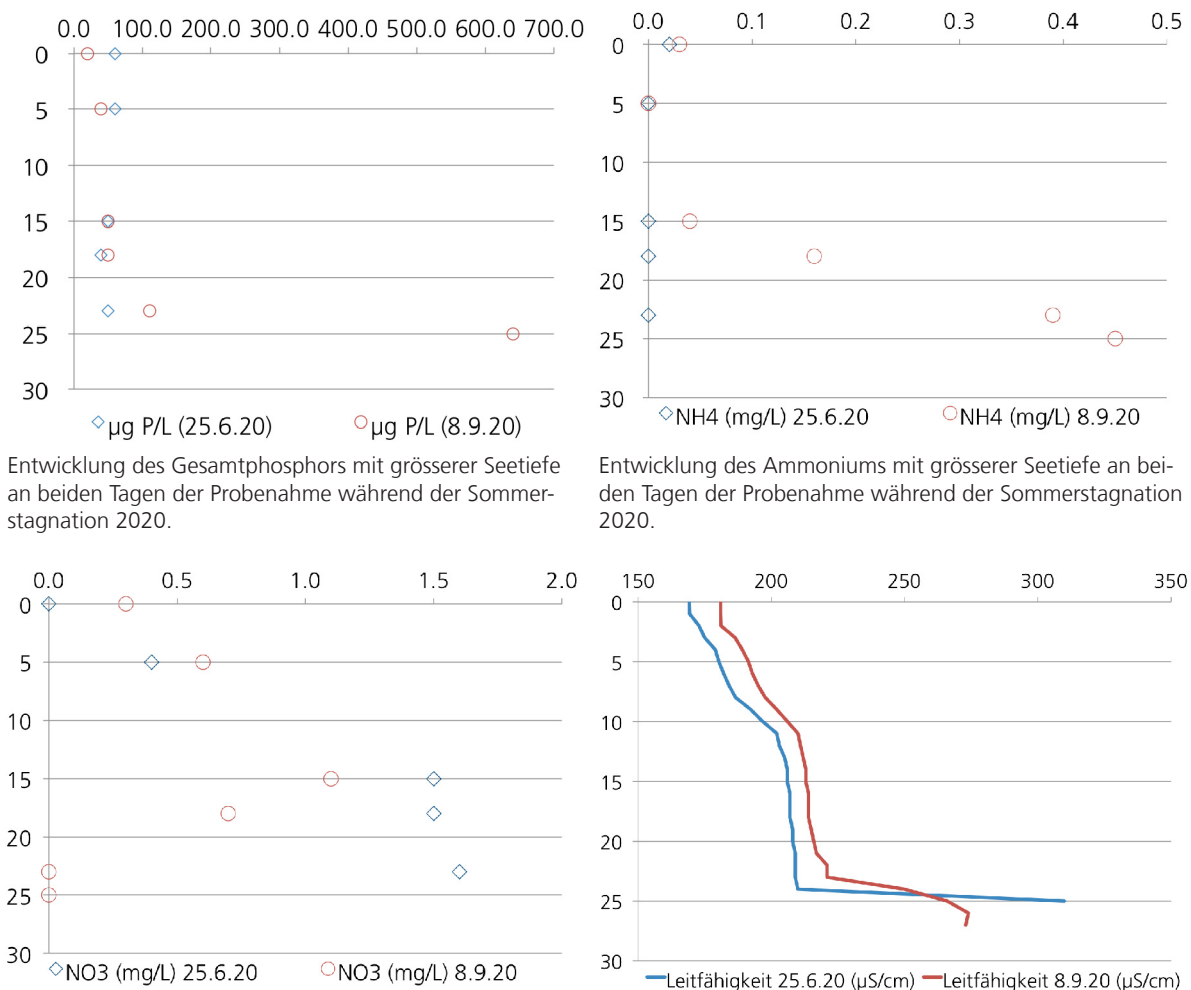 0.0 100.0 200.0 300.0 400.0 500.0 600.0 700.0
0
5
10
15
20
25
30
µg P/L (25.6.20) µg P/L (8.9.20)
Entwicklung des Gesamtphosphors mit grösserer Seetiefe
an beiden Tagen der Probenahme während der Sommer-
stagnation 2020.
0.0 0.1 0.2 0.3 0.4 0.5
0
5
10
15
20
25
30
NH4 (mg/L) 25.6.20 NH4 (mg/L) 8.9.20
Entwicklung des Ammoniums mit grösserer Seetiefe an bei-
den Tagen der Probenahme während der Sommerstagnation
2020.
0.0 0.5 1.0 1.5 2.0
0
5
10
15
20
25
30
NO3 (mg/L) 25.6.20 NO3 (mg/L) 8.9.20
150 200 250 300 350
0
5
10
15
20
25
30
Leitfähigkeit 25.6.20 (µS/cm) Leitfähigkeit 8.9.20 (µS/cm)